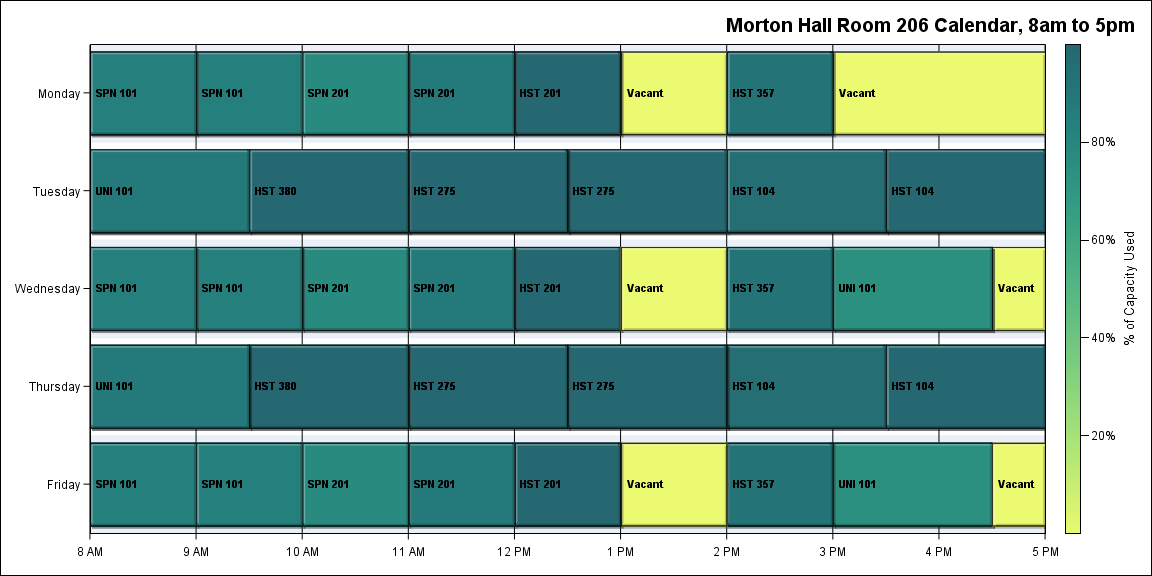 Morton Hall Room 206 Calendar, 8am to 5pm
Monday
SPN 101
SPN 101
SPN 201
SPN 201
HST 201
Vacant
HST 357
Vacant
Tuesday
UNI 101
HST 380
HST 275
HST 275
HST 104
HST 104
Wednesday
SPN 101
SPN 101
SPN 201
SPN 201
HST 201
Vacant
HST 357
UNI 101
Vacant
Thursday
UNI 101
HST 380
HST 275
HST 275
HST 104
HST 104
Friday
SPN 101
SPN 101
SPN 201
SPN 201
HST 201
Vacant
HST 357
UNI 101
Vacant
8 AM
9 AM
10 AM
11 AM
12 PM
1 PM
2 PM
3 PM
4 PM
5 PM
80%
60%
40%
20%
% of Capacity Used